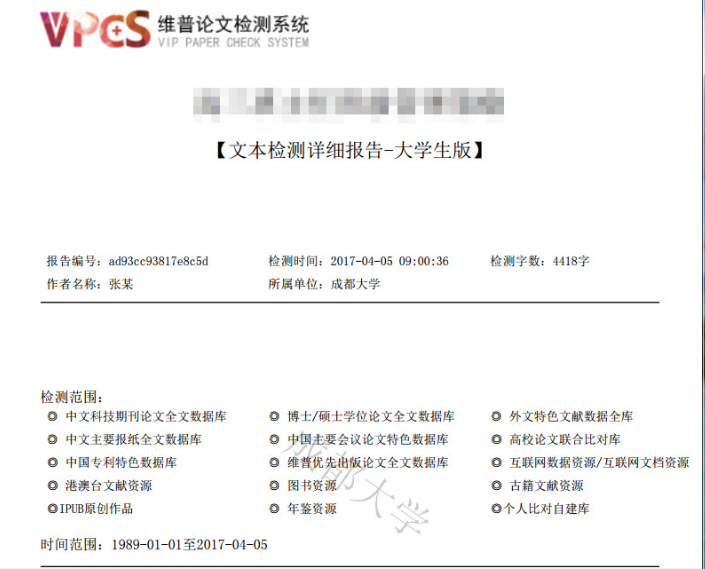 VPCS 维普论文检测系统
VIP PAPER CHECK SYSTEM
【文本检测详细报告-大学生版】
报告编号：ad93cc93817e8c5d 检测时间：2017-04-05 09:00:36 检测字数：4418字
作者名称：张某 所属单位：成都大学
检测范围：
◎ 中文科技期刊论文全文数据库 ◎ 博士/硕士学位论文全文数据库 ◎ 外文特色文献数据全库
◎ 中文主要报纸全文数据库 ◎ 中国主要会议论文特色数据库 ◎ 高校论文联合比对库
◎ 中国专利特色数据库 ◎ 维普优先出版论文全文数据库 ◎ 互联网数据资源/互联网文档资源
◎ 港澳台文献资源 ◎ 图书资源 ◎ 古籍文献资源
◎IPUB原创作品 ◎ 年鉴资源 ◎个人比对自建库
成都大学
时间范围：1989-01-01至2017-04-05